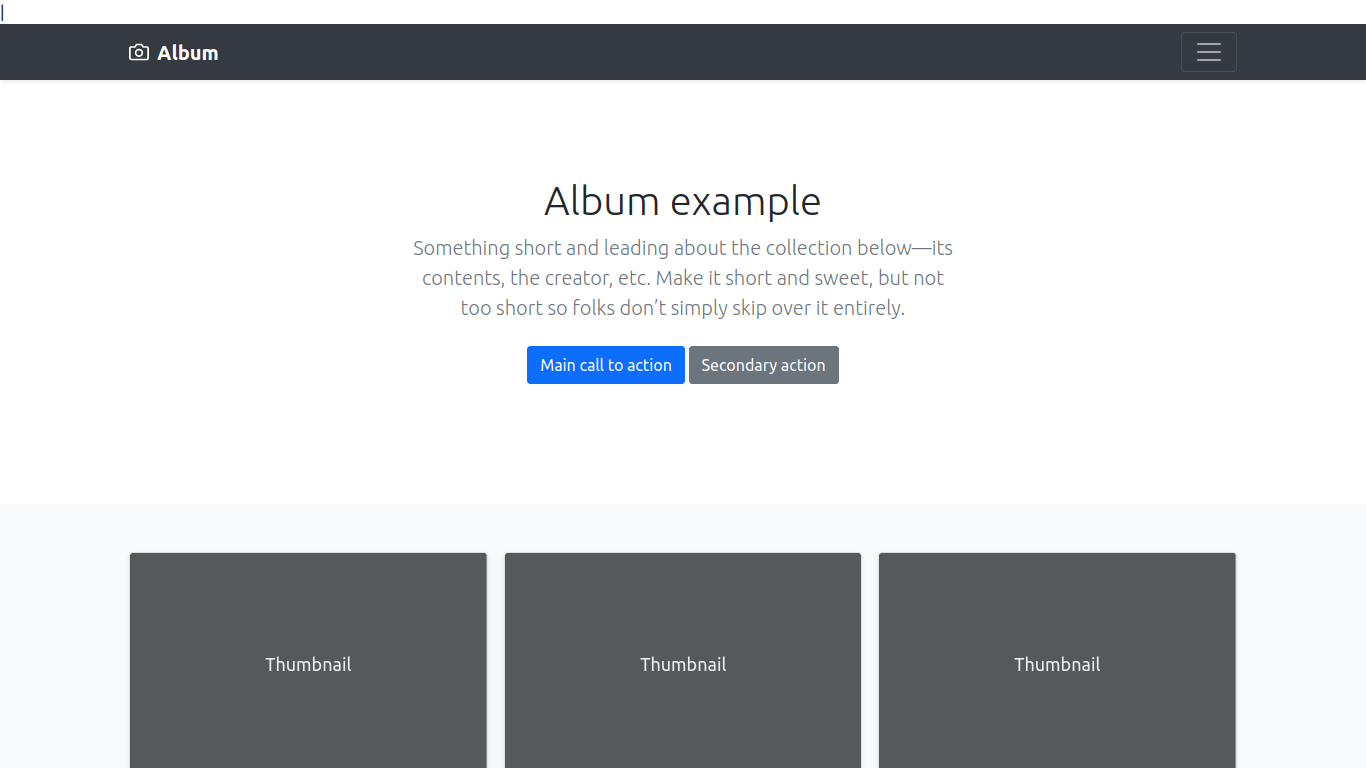 |
Album
Album example
Something short and leading about the collection below—its
contents, the creator, etc. Make it short and sweet, but not
too short so folks don’t simply skip over it entirely.
Main call to action Secondary action
Thumbnail Thumbnail Thumbnail